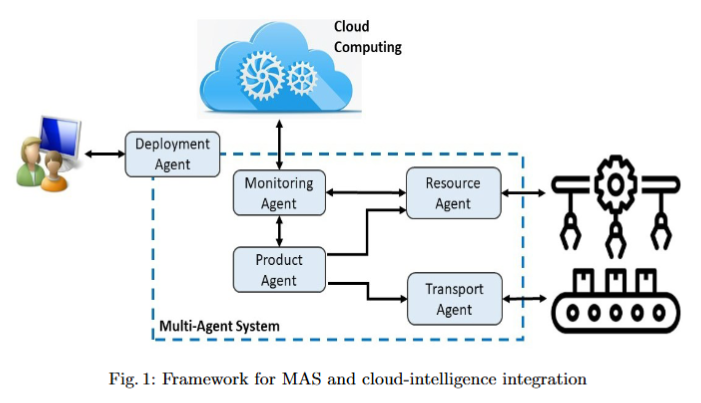 Cloud
Computing
Deployment
Agent
Monitoring
Agent
Resource
Agent
Product
Agent
Transport
Agent
Multi-Agent System
Fig. 1: Framework for MAS and cloud-intelligence integration